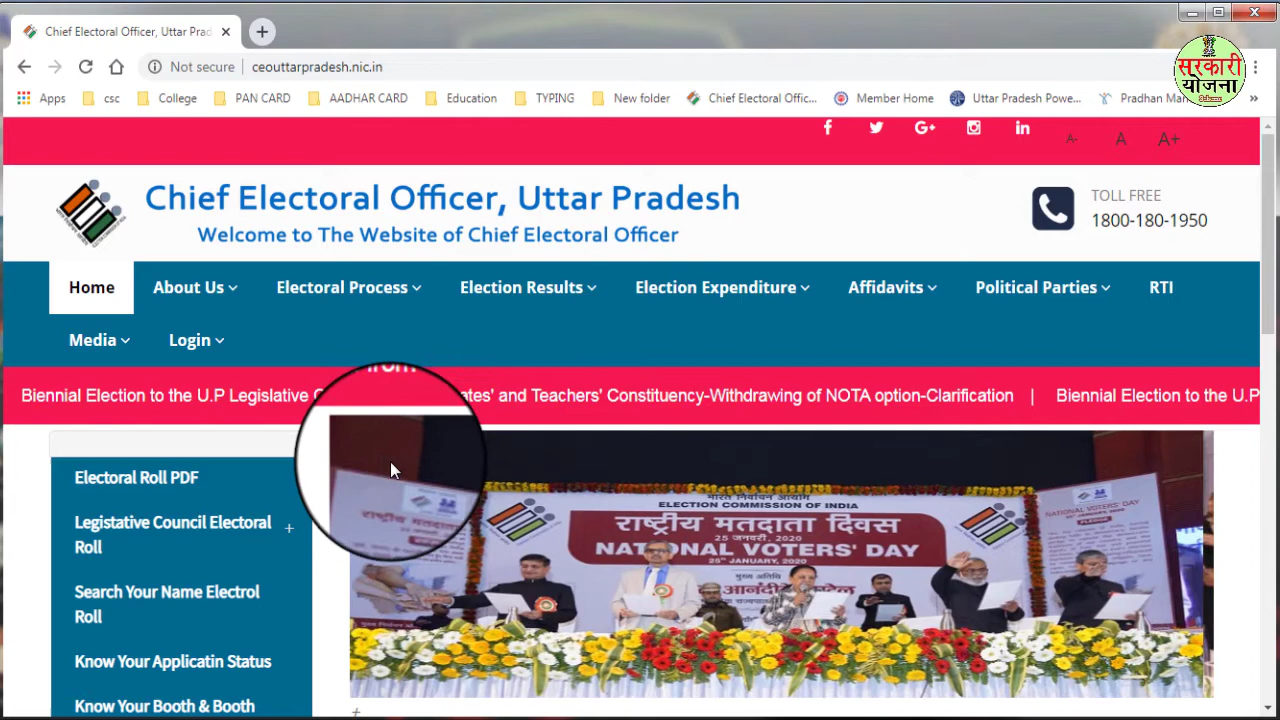 Chief Electoral Officer, Uttar Prad
Not secure
ceouttarpradesh.nic.in
Apps
csc
College
PAN CARD
AADHAR CARD
Education
TYPING
New folder
Chief Electoral Offic...
Member Home
Uttar Pradesh Powe...
Pradhan Man
सरकारी
योजना
A-
A
A+
Chief Electoral Officer, Uttar Pradesh
Welcome to The Website of Chief Electoral Officer
TOLL FREE
1800-180-1950
Home
About Us
Electoral Process
Election Results
Election Expenditure
Affidavits
Political Parties
RTI
Media
Login
Biennial Election to the U.P Legislative
ates' and Teachers' Constituency-Withdrawing of NOTA option-Clarification | Biennial Election to the U.P
Electoral Roll PDF
Legistative Council Electoral
Roll
+
Search Your Name Electrol
Roll
Know Your Applicatin Status
Know Your Booth & Booth
भारत निर्वाचन आयोग
ELECTION COMMISSION OF INDIA
राष्ट्रीय मतदाता दिवस
25 जनवरी, 2020
NATIONAL VOTERS' DAY
25th JANUARY, 2020
मुख्य अतिथि
NATIONAL VOTERS' DAY
+